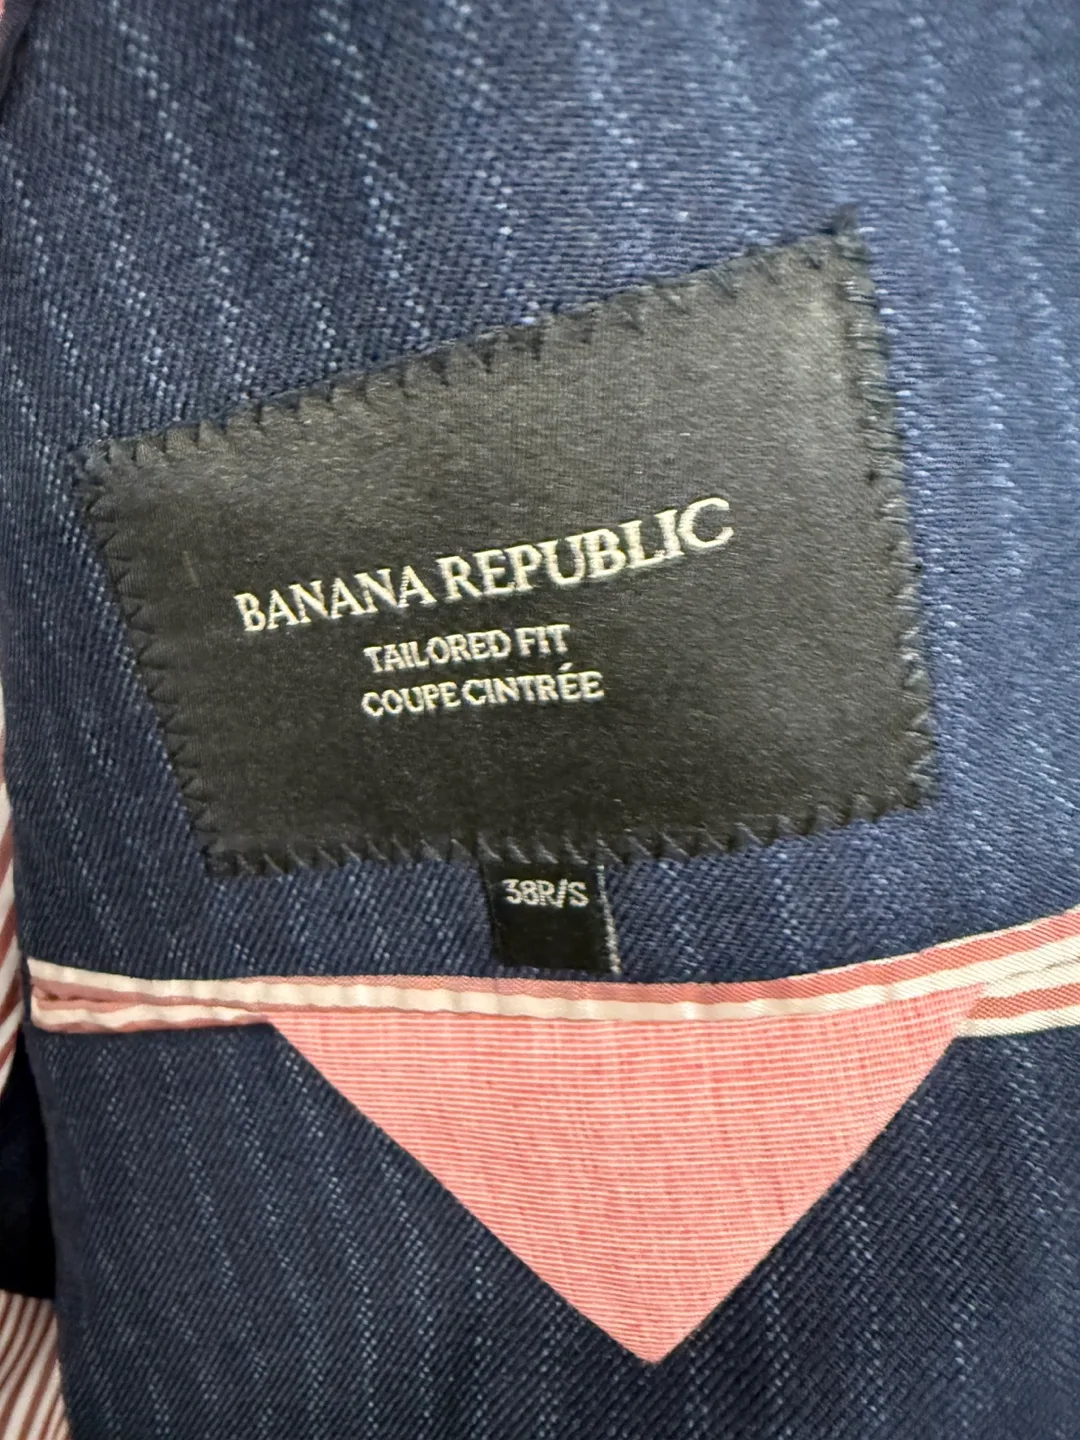 BANANA REPUBLIC
TAILORED FIT
COUPE CINTRÉE
38R/S